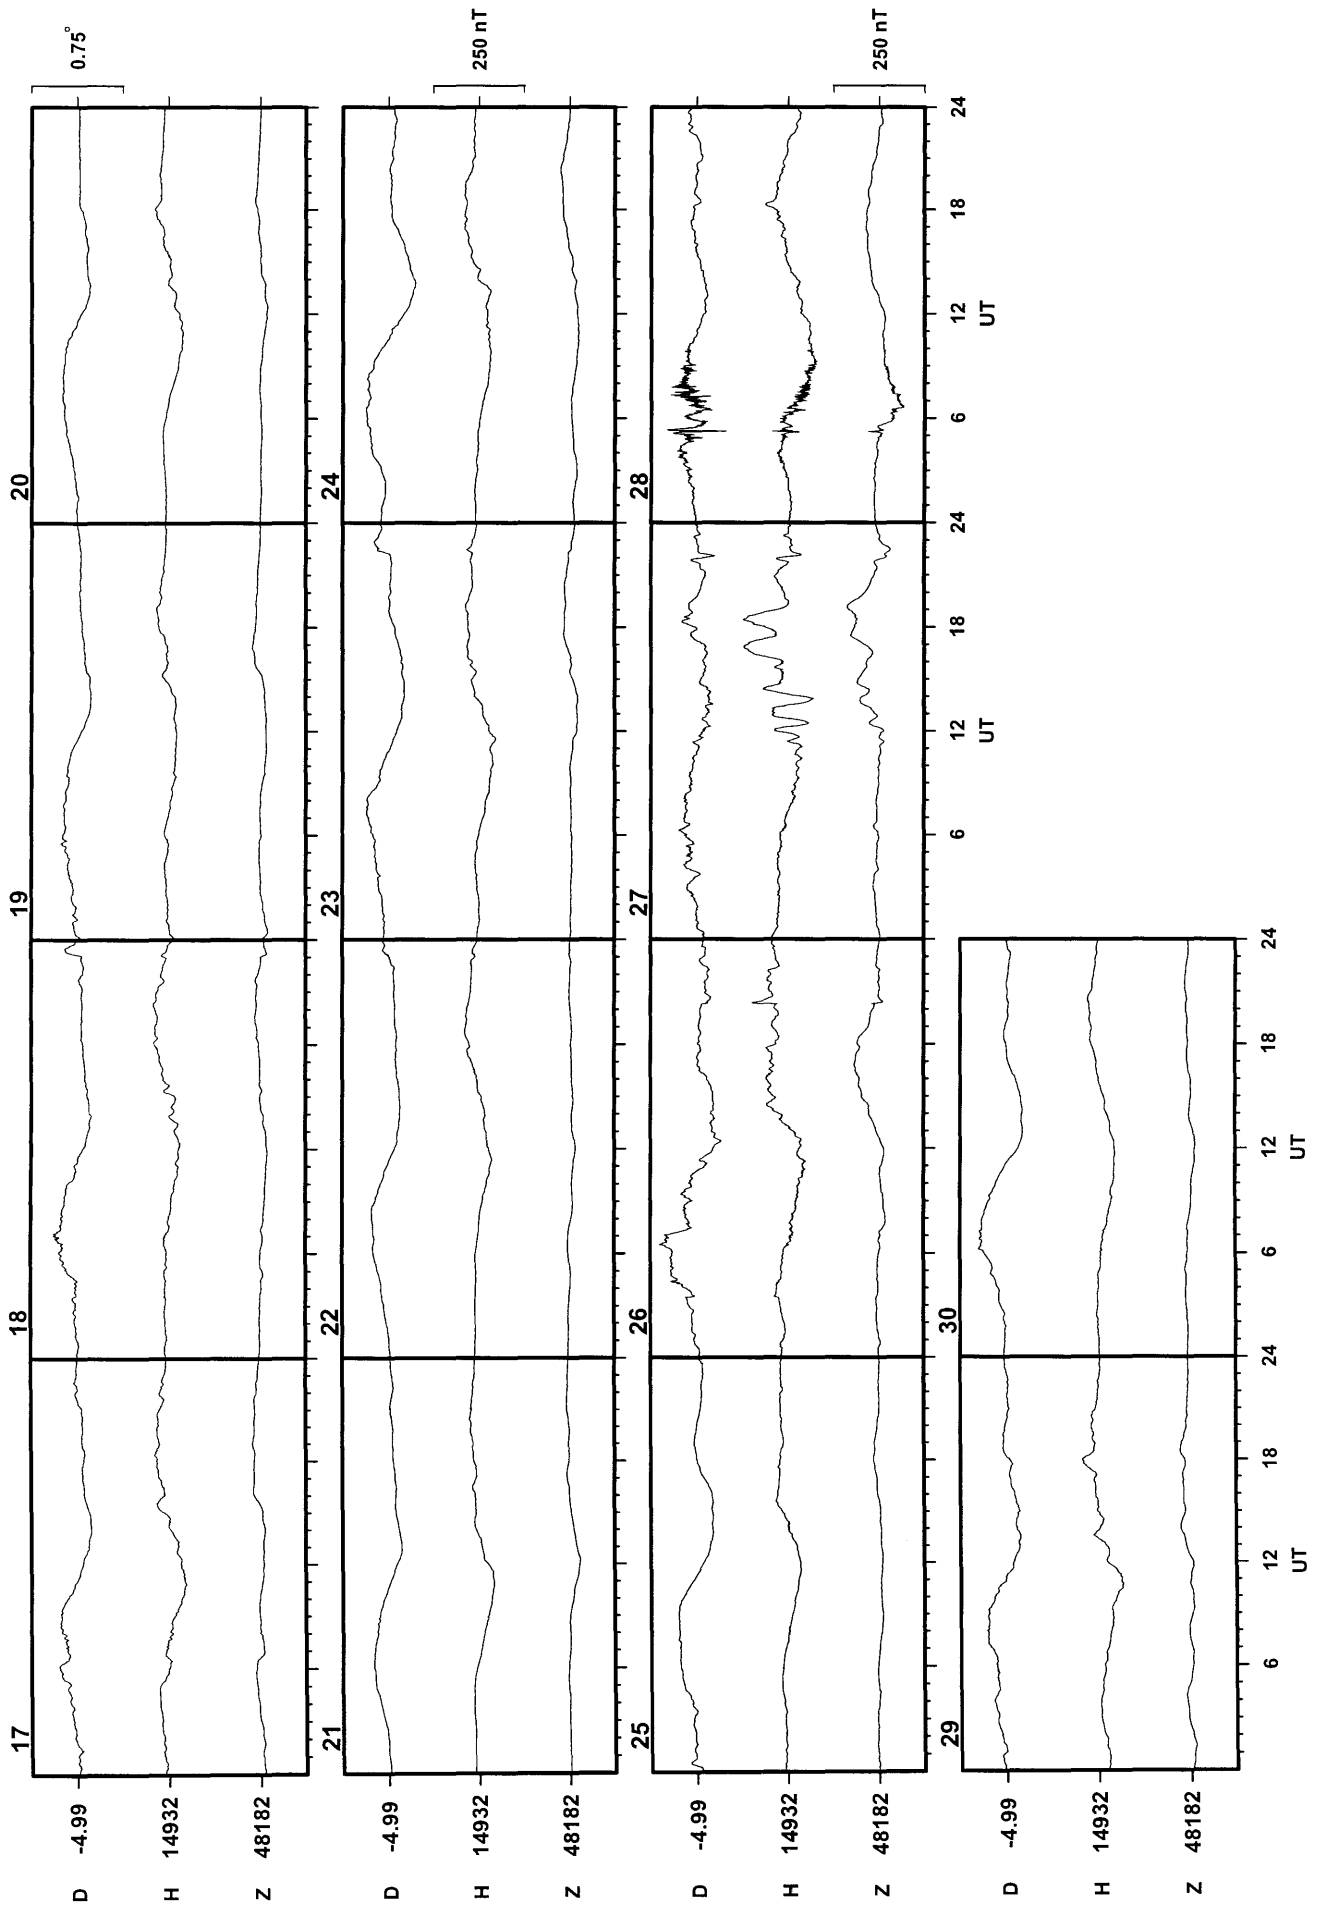 17 18 19 20
D -4.99 0.75°
H 14932
Z 48182
21 22 23 24
D -4.99
H 14932 250 nT
Z 48182
25 26 27 28
D -4.99
H 14932
Z 48182 250 nT
6 12 18 24 6 12 18 24
UT UT
29 30
D -4.99
H 14932
Z 48182
6 12 18 24 6 12 18 24
UT UT